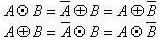 A⊙B = A̅⊕B = A⊕B̅
A⊕B = A̅⊙B = A⊙B̅